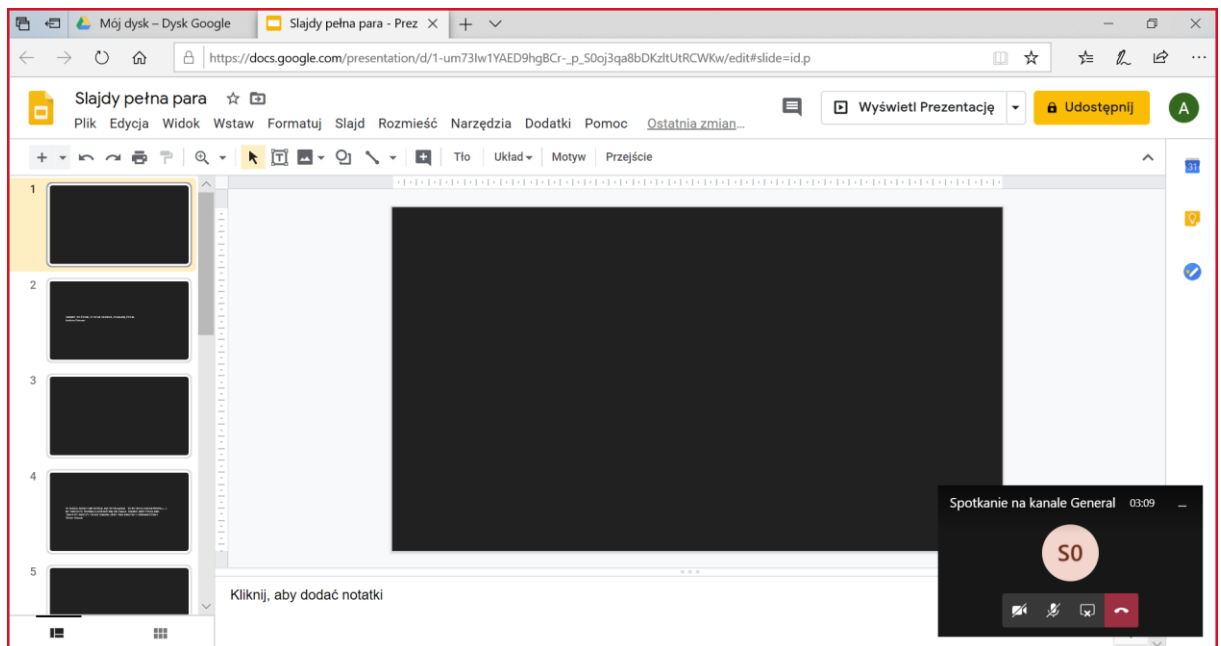 Mój dysk – Dysk Google
Slajdy pełna para - Prez
https://docs.google.com/presentation/d/1-um73Iw1YAED9hgBCr-_p_S0oj3qa8bDKzltUtRCWKw/edit#slide=id.p
Slajdy pełna para
Wyświetl Prezentację
Udostępnij
A
Plik Edycja Widok Wstaw Formatuj Slajd Rozmieść Narzędzia Dodatki Pomoc Ostatnia zmian...
Tło Układ Motyw Przejście
31
1
2
3
4
5
Spotkanie na kanale General 03:09
S0
Kliknij, aby dodać notatki